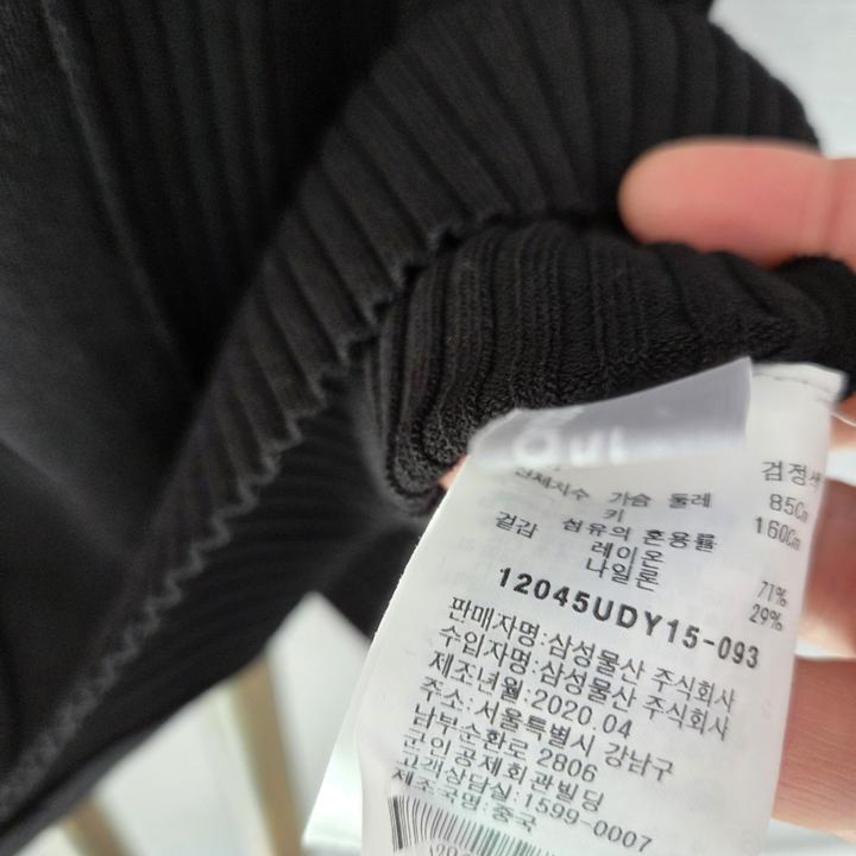 검정색
신체치수 가슴 둘레 85Cm
키 160Cm
겉감 섬유의 혼용률
레이온 71%
나일론 29%
12045UDY15-093
판매자명:삼성물산 주식회사
수입자명:삼성물산 주식회사
제조년월:2020.04
주소:서울특별시 강남구
남부순환로 2806
군인공제회관빌딩
고객상담실:1599-0007
제조국명:중국